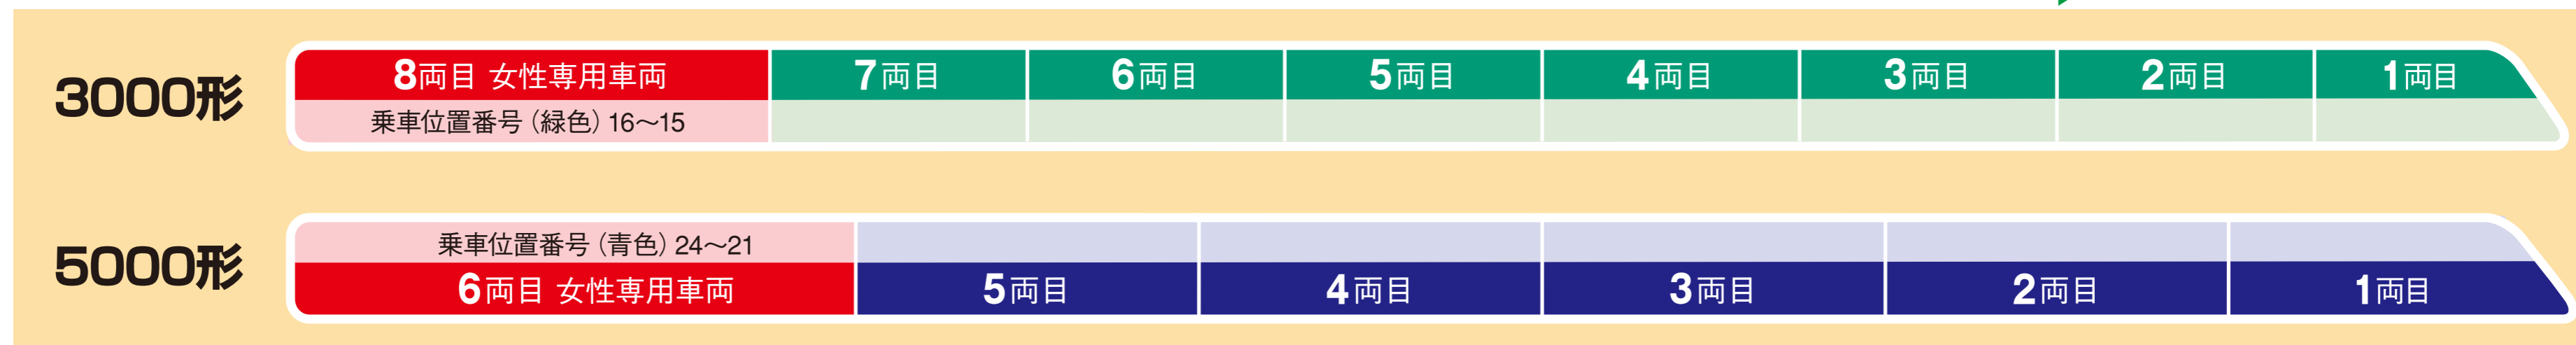 3000形
8両目 女性専用車両 7両目 6両目 5両目 4両目 3両目 2両目 1両目
乗車位置番号（緑色）16〜15
5000形
乗車位置番号（青色）24〜21
6両目 女性専用車両 5両目 4両目 3両目 2両目 1両目